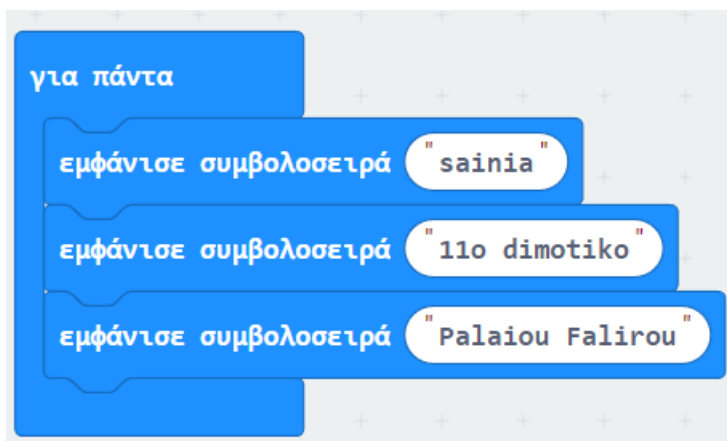 για πάντα
εμφάνισε συμβολοσειρά "sainia"
εμφάνισε συμβολοσειρά "11o dimotiko"
εμφάνισε συμβολοσειρά "Palaiou Falirou"